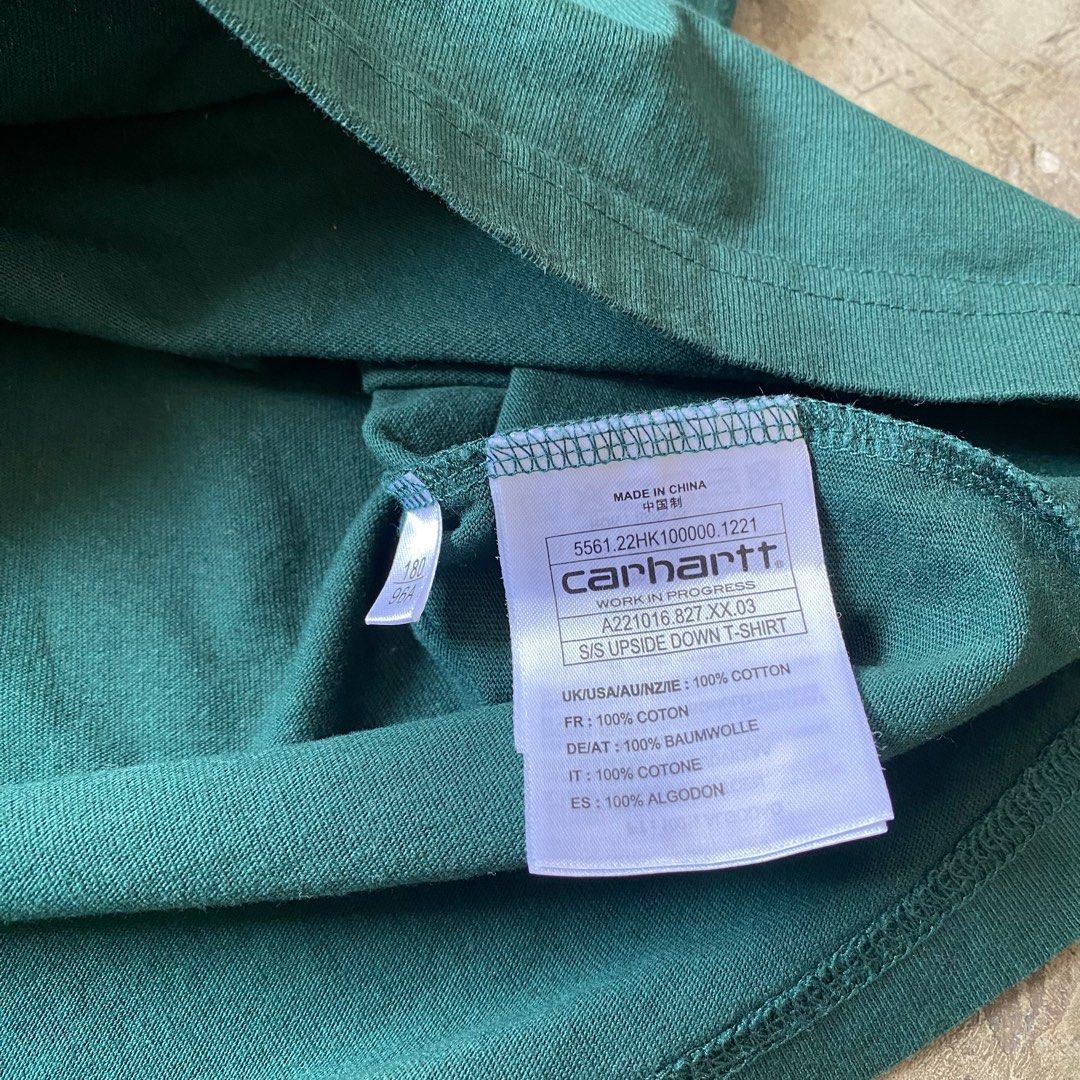 MADE IN CHINA
中国制
5561.22HK100000.1221
carhartt®
WORK IN PROGRESS
A221016.827.XX.03
S/S UPSIDE DOWN T-SHIRT
UK/USA/AU/NZ/IE : 100% COTTON
FR : 100% COTON
DE/AT : 100% BAUMWOLLE
IT : 100% COTONE
ES : 100% ALGODON
180
96A